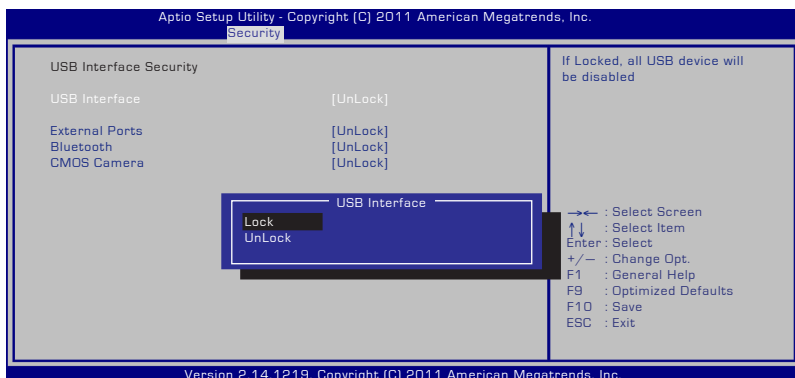 Aptio Setup Utility - Copyright (C) 2011 American Megatrends, Inc.
Security
USB Interface Security
USB Interface [UnLock]
External Ports [UnLock]
Bluetooth [UnLock]
CMOS Camera [UnLock]
USB Interface
Lock
UnLock
If Locked, all USB device will
be disabled
→← : Select Screen
↑↓ : Select Item
Enter : Select
+/— : Change Opt.
F1 : General Help
F9 : Optimized Defaults
F10 : Save
ESC : Exit
Version 2.14.1219. Copyright (C) 2011 American Megatrends, Inc.